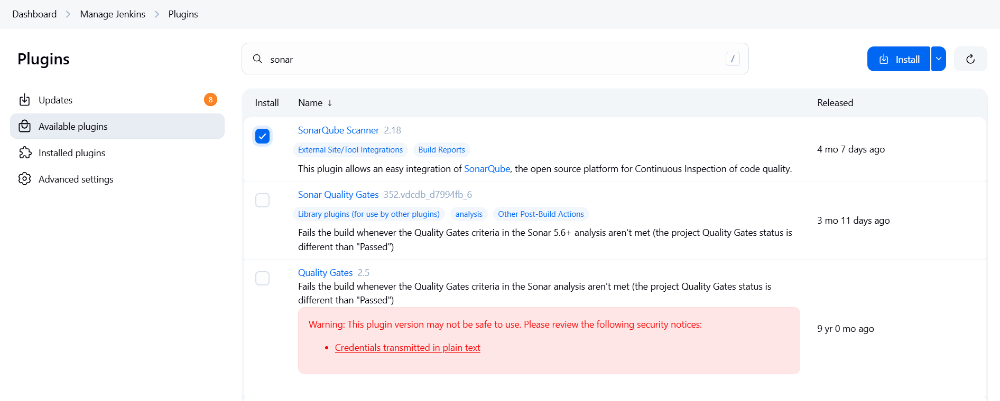 Dashboard > Manage Jenkins > Plugins
Plugins
sonar /
Install
Updates 8
Available plugins
Installed plugins
Advanced settings
Install Name ↓ Released
SonarQube Scanner 2.18
External Site/Tool Integrations Build Reports
This plugin allows an easy integration of SonarQube, the open source platform for Continuous Inspection of code quality.
4 mo 7 days ago
Sonar Quality Gates 352.vdcdb_d7994fb_6
Library plugins (for use by other plugins) analysis Other Post-Build Actions
Fails the build whenever the Quality Gates criteria in the Sonar 5.6+ analysis aren't met (the project Quality Gates status is
different than "Passed")
3 mo 11 days ago
Quality Gates 2.5
Fails the build whenever the Quality Gates criteria in the Sonar analysis aren't met (the project Quality Gates status is
different than "Passed")
Warning: This plugin version may not be safe to use. Please review the following security notices:
• Credentials transmitted in plain text
9 yr 0 mo ago